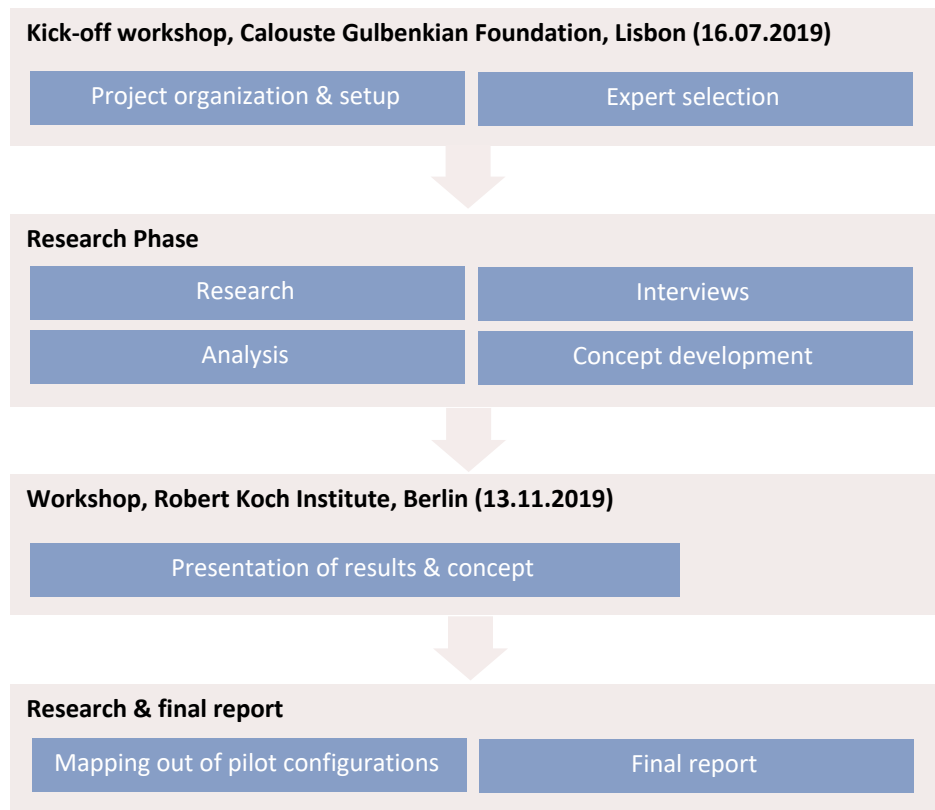 Kick-off workshop, Calouste Gulbenkian Foundation, Lisbon (16.07.2019)
Project organization & setup
Expert selection
Research Phase
Research
Interviews
Analysis
Concept development
Workshop, Robert Koch Institute, Berlin (13.11.2019)
Presentation of results & concept
Research & final report
Mapping out of pilot configurations
Final report